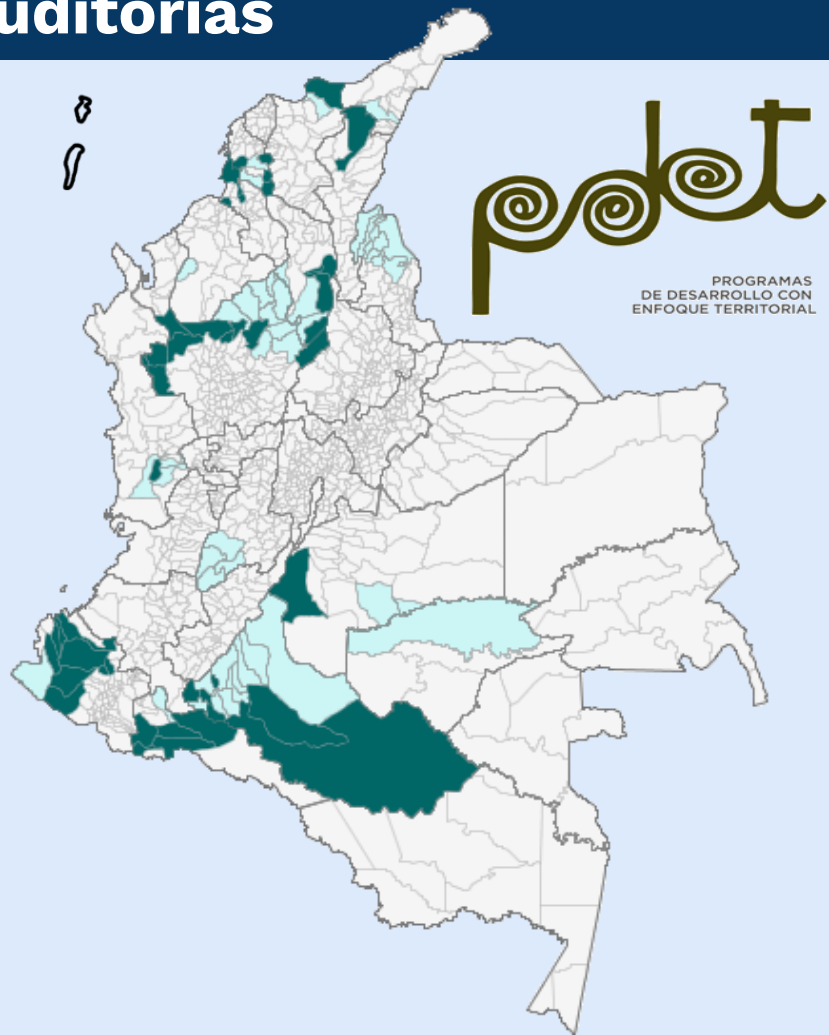 uditorías
pdet
PROGRAMAS
DE DESARROLLO CON
ENFOQUE TERRITORIAL